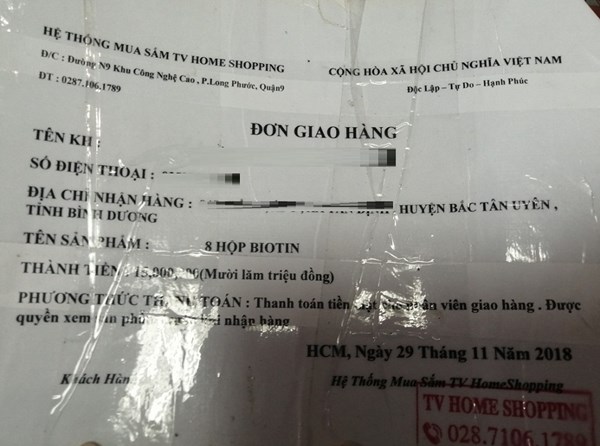 HỆ THỐNG MUA SẮM TV HOME SHOPPING
Đ/C : Đường N9 Khu Công Nghệ Cao , P.Long Phước, Quận9
ĐT : 0287.106.1789
CỘNG HÒA XÃ HỘI CHỦ NGHĨA VIỆT NAM
Độc Lập – Tự Do – Hạnh Phúc
ĐƠN GIAO HÀNG
TÊN KH :
SỐ ĐIỆN THOẠI :
ĐỊA CHỈ NHẬN HÀNG : HUYỆN BẮC TÂN UYÊN ,
TỈNH BÌNH DƯƠNG
TÊN SẢN PHẨM : 8 HỘP BIOTIN
THÀNH TIỀN : (Mười lăm triệu đồng)
PHƯƠNG THỨC THANH TOÁN : Thanh toán tiền viên giao hàng . Được
quyền xem nhận hàng
HCM, Ngày 29 Tháng 11 Năm 2018
Khách Hàng
Hệ Thống Mua Sắm TV HomeShopping
TV HOME SHOPPING
028.7106.1789